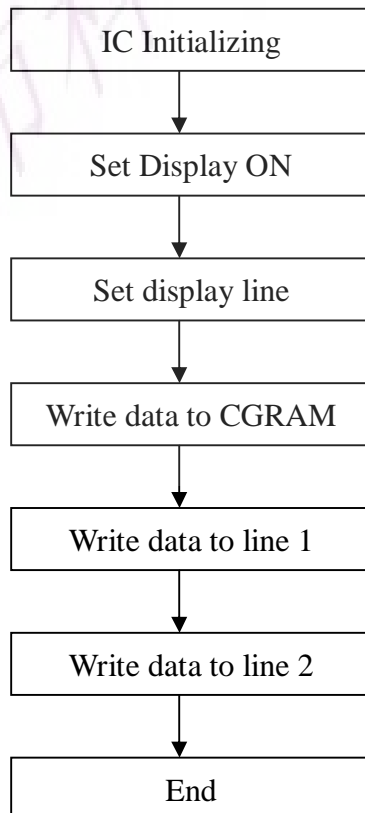 IC Initializing
Set Display ON
Set display line
Write data to CGRAM
Write data to line 1
Write data to line 2
End